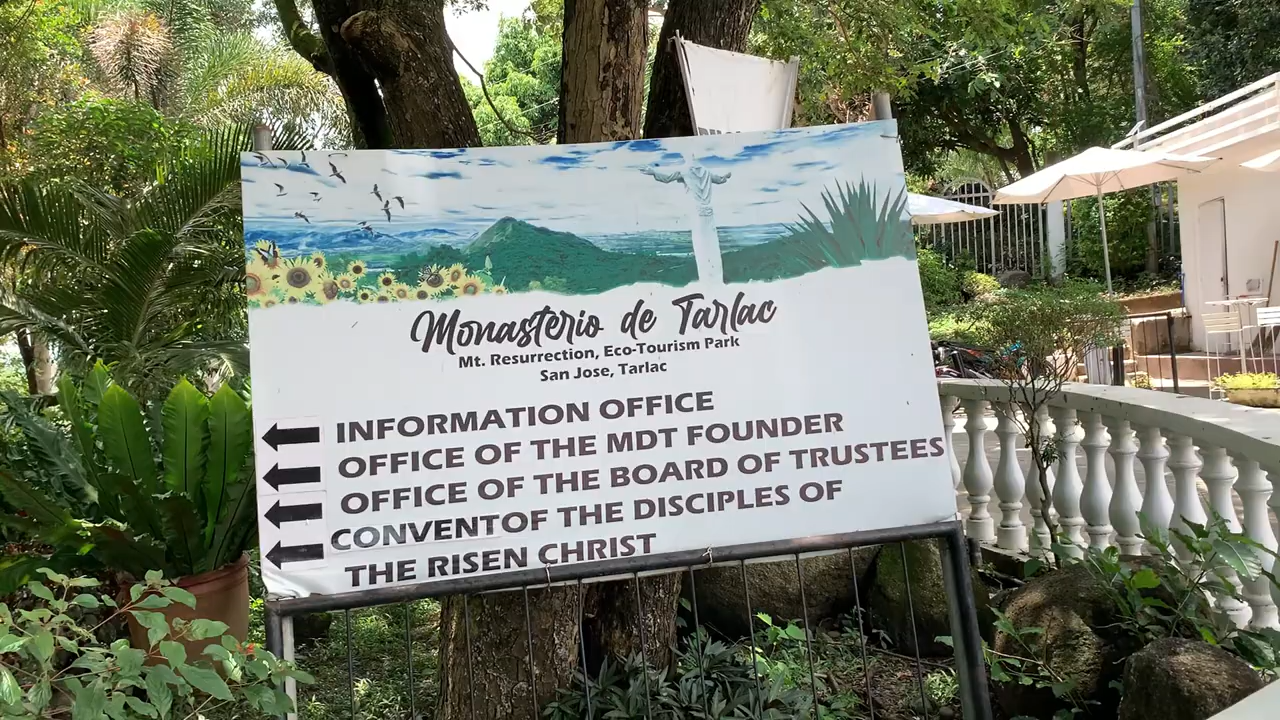 Monasterio de Tarlac
Mt. Resurrection, Eco-Tourism Park
San Jose, Tarlac
INFORMATION OFFICE
OFFICE OF THE MDT FOUNDER
OFFICE OF THE BOARD OF TRUSTEES
CONVENTOF THE DISCIPLES OF
THE RISEN CHRIST